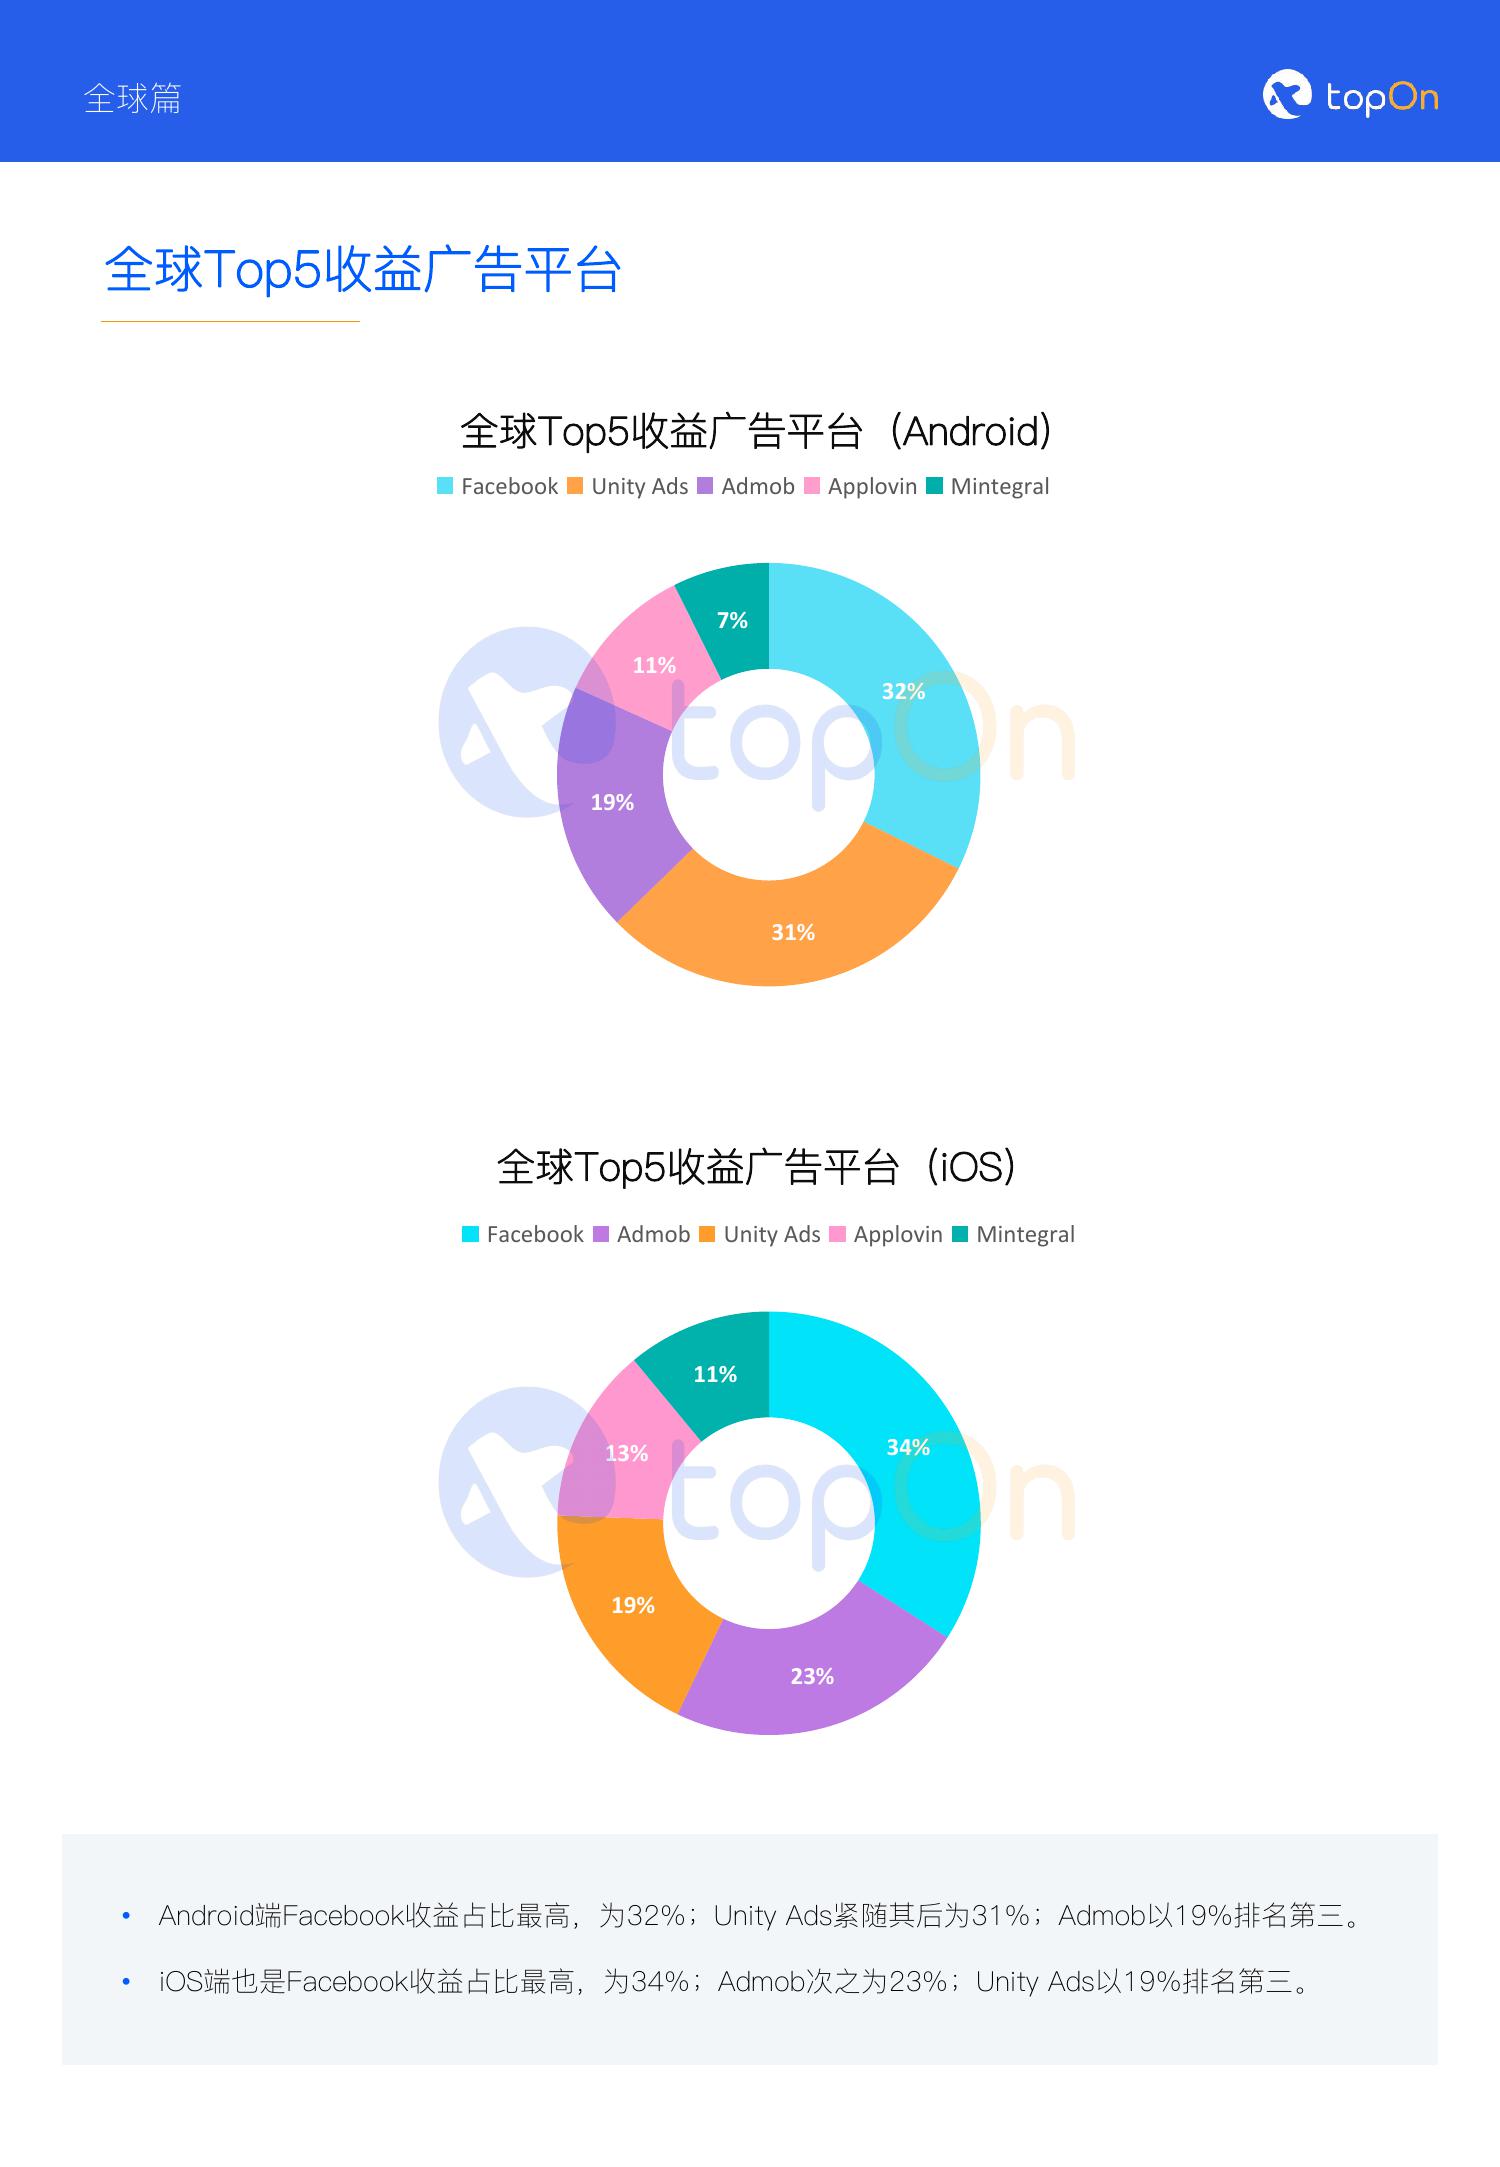 全球篇
topOn
全球Top5收益广告平台
全球Top5收益广告平台（Android）
Facebook Unity Ads Admob Applovin Mintegral
7%
11%
32%
19%
31%
topOn
全球Top5收益广告平台（iOS）
Facebook Admob Unity Ads Applovin Mintegral
11%
13%
34%
19%
23%
topOn
• Android端Facebook收益占比最高，为32%；Unity Ads紧随其后为31%；Admob以19%排名第三。
• iOS端也是Facebook收益占比最高，为34%；Admob次之为23%；Unity Ads以19%排名第三。